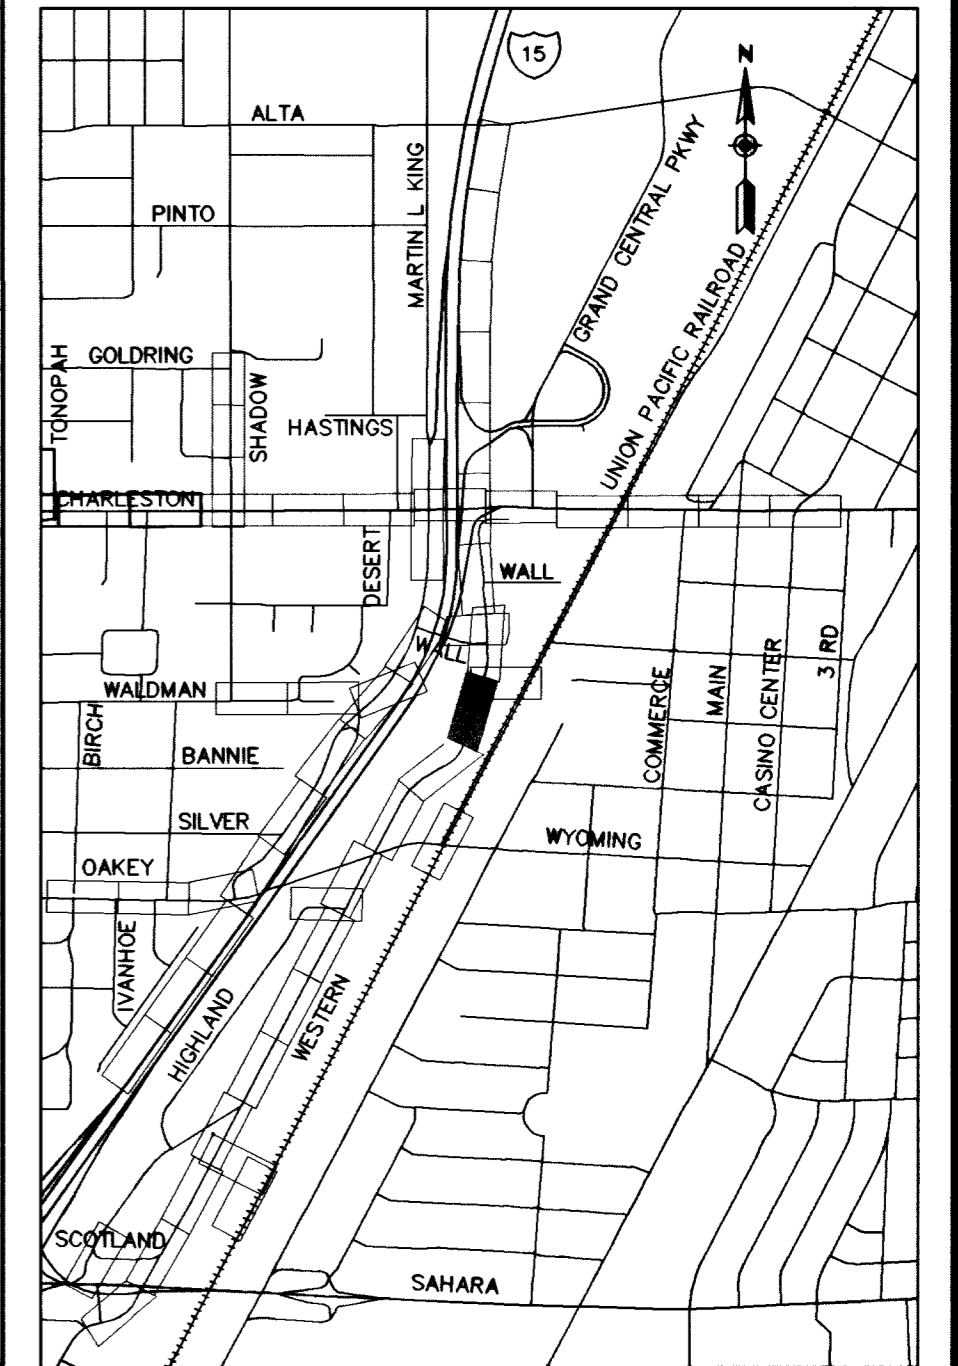 15
N
ALTA
MARTIN L KING
GRAND CENTRAL PKWY
PINTO
UNION PACIFIC RAILROAD
TONOPAH
GOLDRING
SHADOW
HASTINGS
CHARLESTON
DESERT
WALL
WALL
3 RD
WALDMAN
COMMERCE
MAIN
CASINO CENTER
BIRCH
BANNIE
SILVER
WYOMING
OAKEY
IVANHOE
HIGHLAND
WESTERN
SCOTLAND
SAHARA